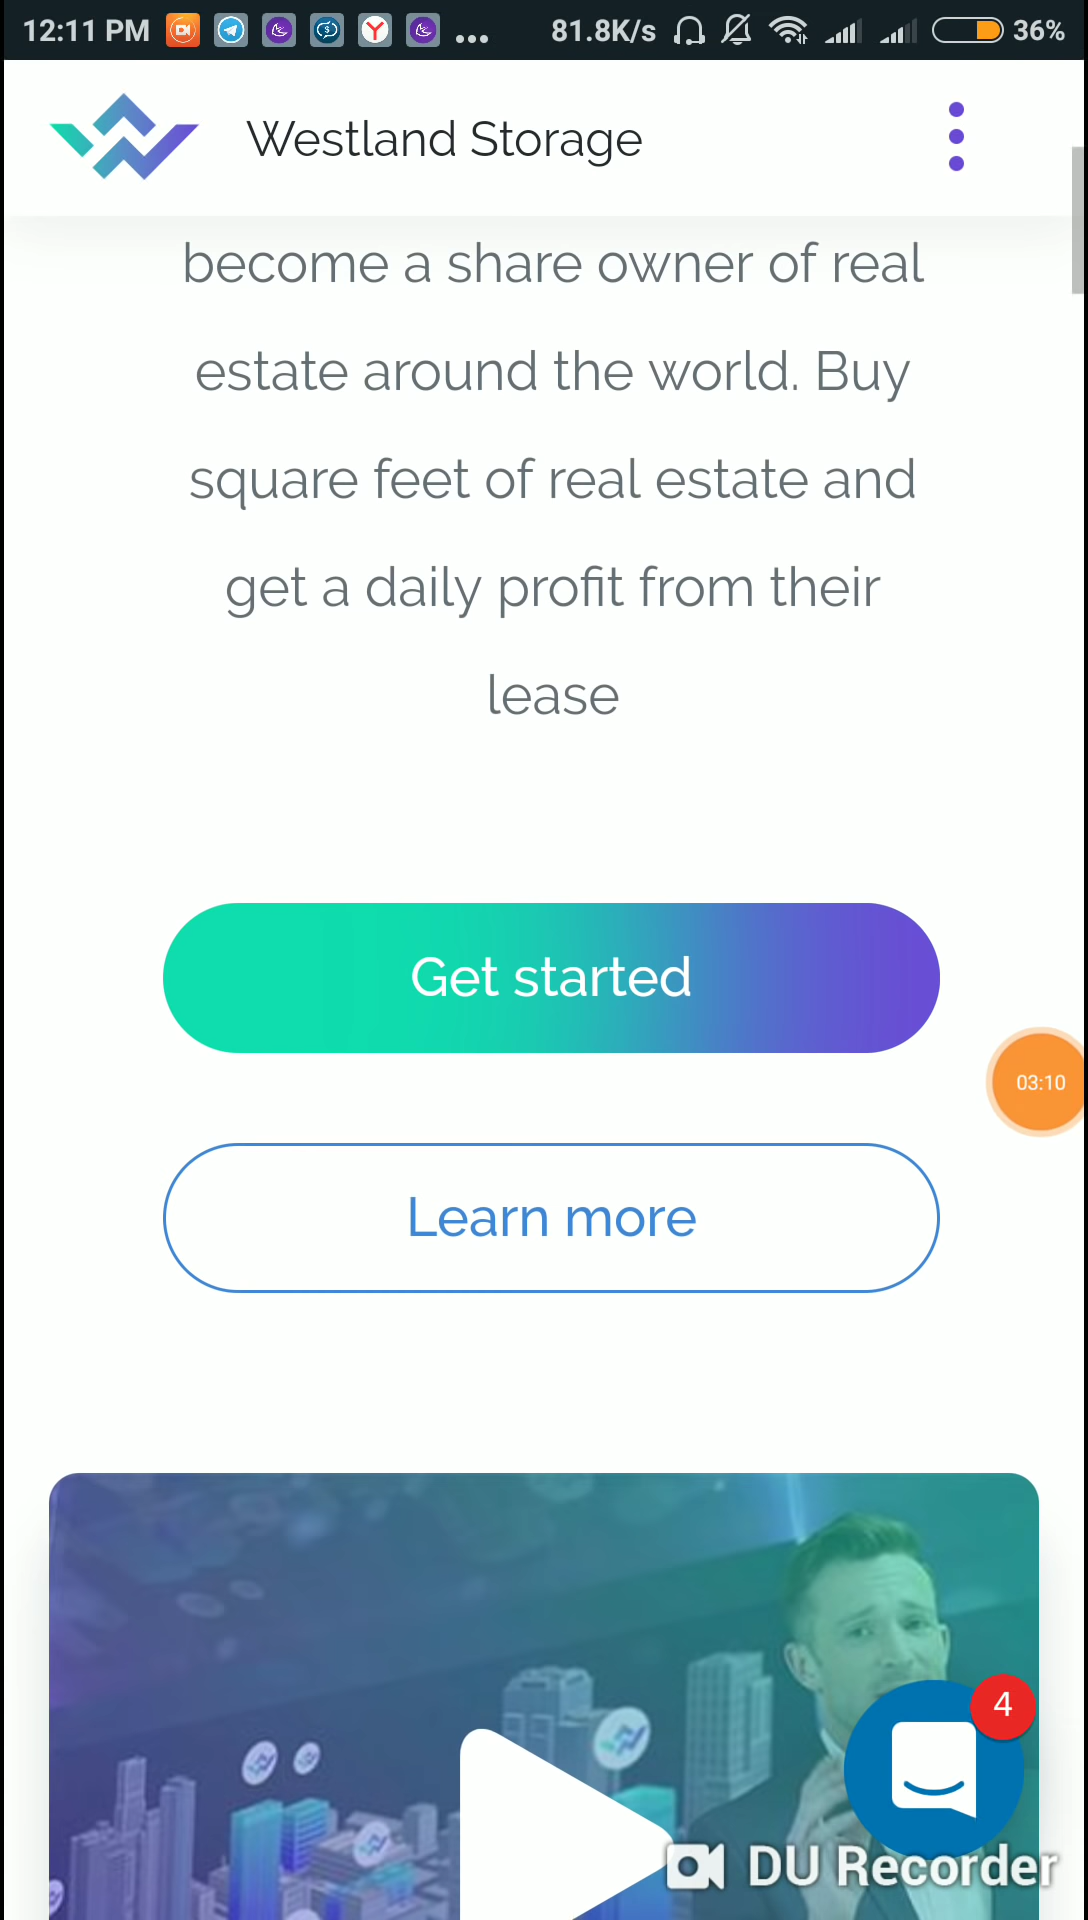 12:11 PM 81.8K/s 36%
Westland Storage
become a share owner of real
estate around the world. Buy
square feet of real estate and
get a daily profit from their
lease
Get started
03:10
Learn more
4
DU Recorder